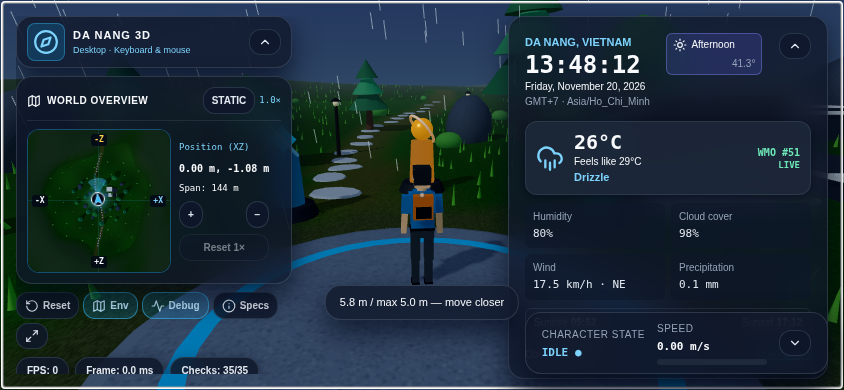 DA NANG 3D
Desktop · Keyboard & mouse
WORLD OVERVIEW
STATIC
1.0×
-Z
-X
+X
+Z
Position (XZ)
0.00 m, -1.08 m
Span: 144 m
+
−
Reset 1×
Reset
Env
Debug
Specs
FPS: 0
Frame: 0.0 ms
Checks: 35/35
5.8 m / max 5.0 m — move closer
DA NANG, VIETNAM
13:48:12
Friday, November 20, 2026
GMT+7 · Asia/Ho_Chi_Minh
Afternoon
41.3°
26°C
Feels like 29°C
Drizzle
WMO #51
LIVE
Humidity
80%
Cloud cover
98%
Wind
17.5 km/h · NE
Precipitation
0.1 mm
CHARACTER STATE
IDLE ●
SPEED
0.00 m/s